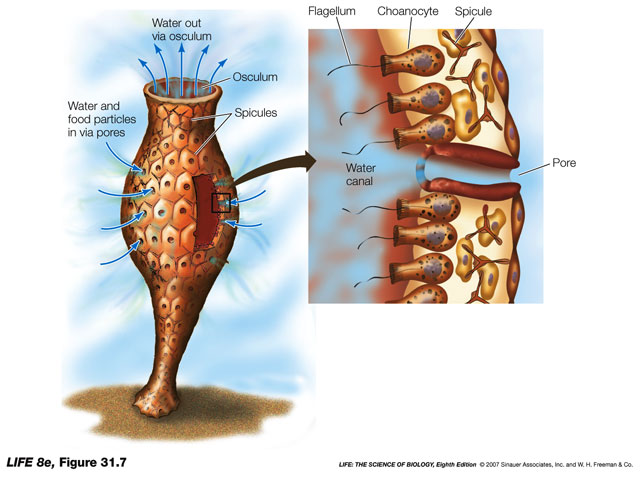 Water out
via osculum
Osculum
Water and
food particles
in via pores
Spicules
Flagellum
Choanocyte
Spicule
Water
canal
Pore
LIFE 8e, Figure 31.7
LIFE: THE SCIENCE OF BIOLOGY, Eighth Edition © 2007 Sinauer Associates, Inc. and W. H. Freeman & Co.